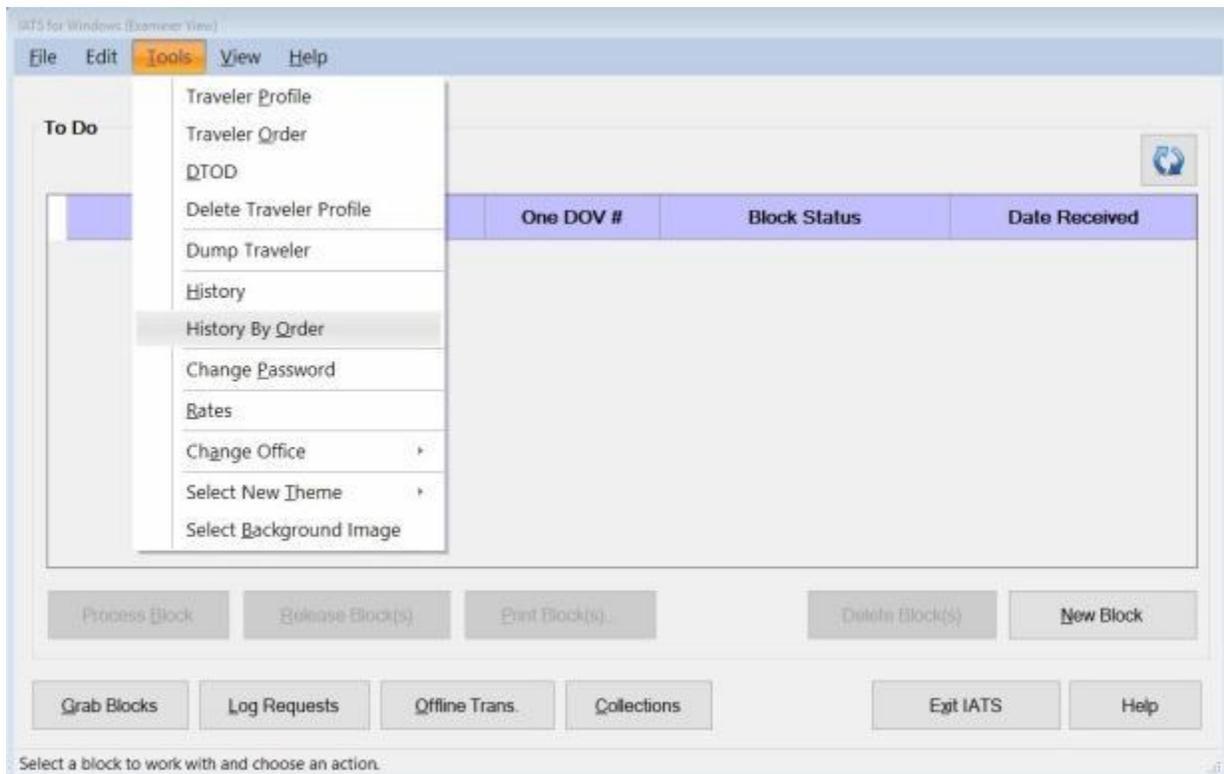 IATS for Windows (Examiner View)
File Edit Tools View Help
Traveler Profile
To Do
Traveler Order
DTOD
Delete Traveler Profile
One DOV # Block Status Date Received
Dump Traveler
History
History By Order
Change Password
Rates
Change Office
Select New Theme
Select Background Image
Process Block Release Block(s) Print Block(s)... Delete Block(s) New Block
Grab Blocks Log Requests Offline Trans. Collections Exit IATS Help
Select a block to work with and choose an action.